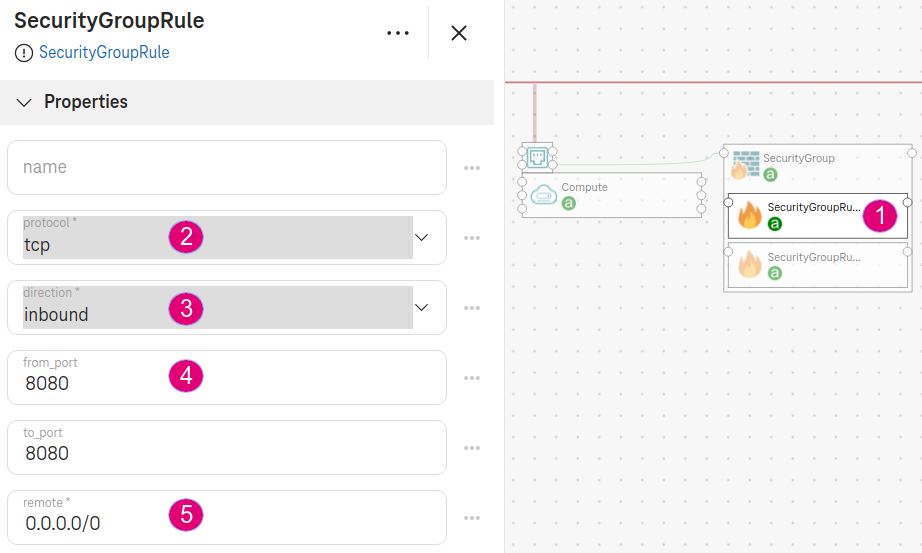 SecurityGroupRule
SecurityGroupRule
Properties
name
protocol *
tcp
2
direction *
inbound
3
from_port
8080
4
to_port
8080
remote *
0.0.0.0/0
5
Compute
a
SecurityGroup
a
SecurityGroupRu...
a
1
SecurityGroupRu...
a